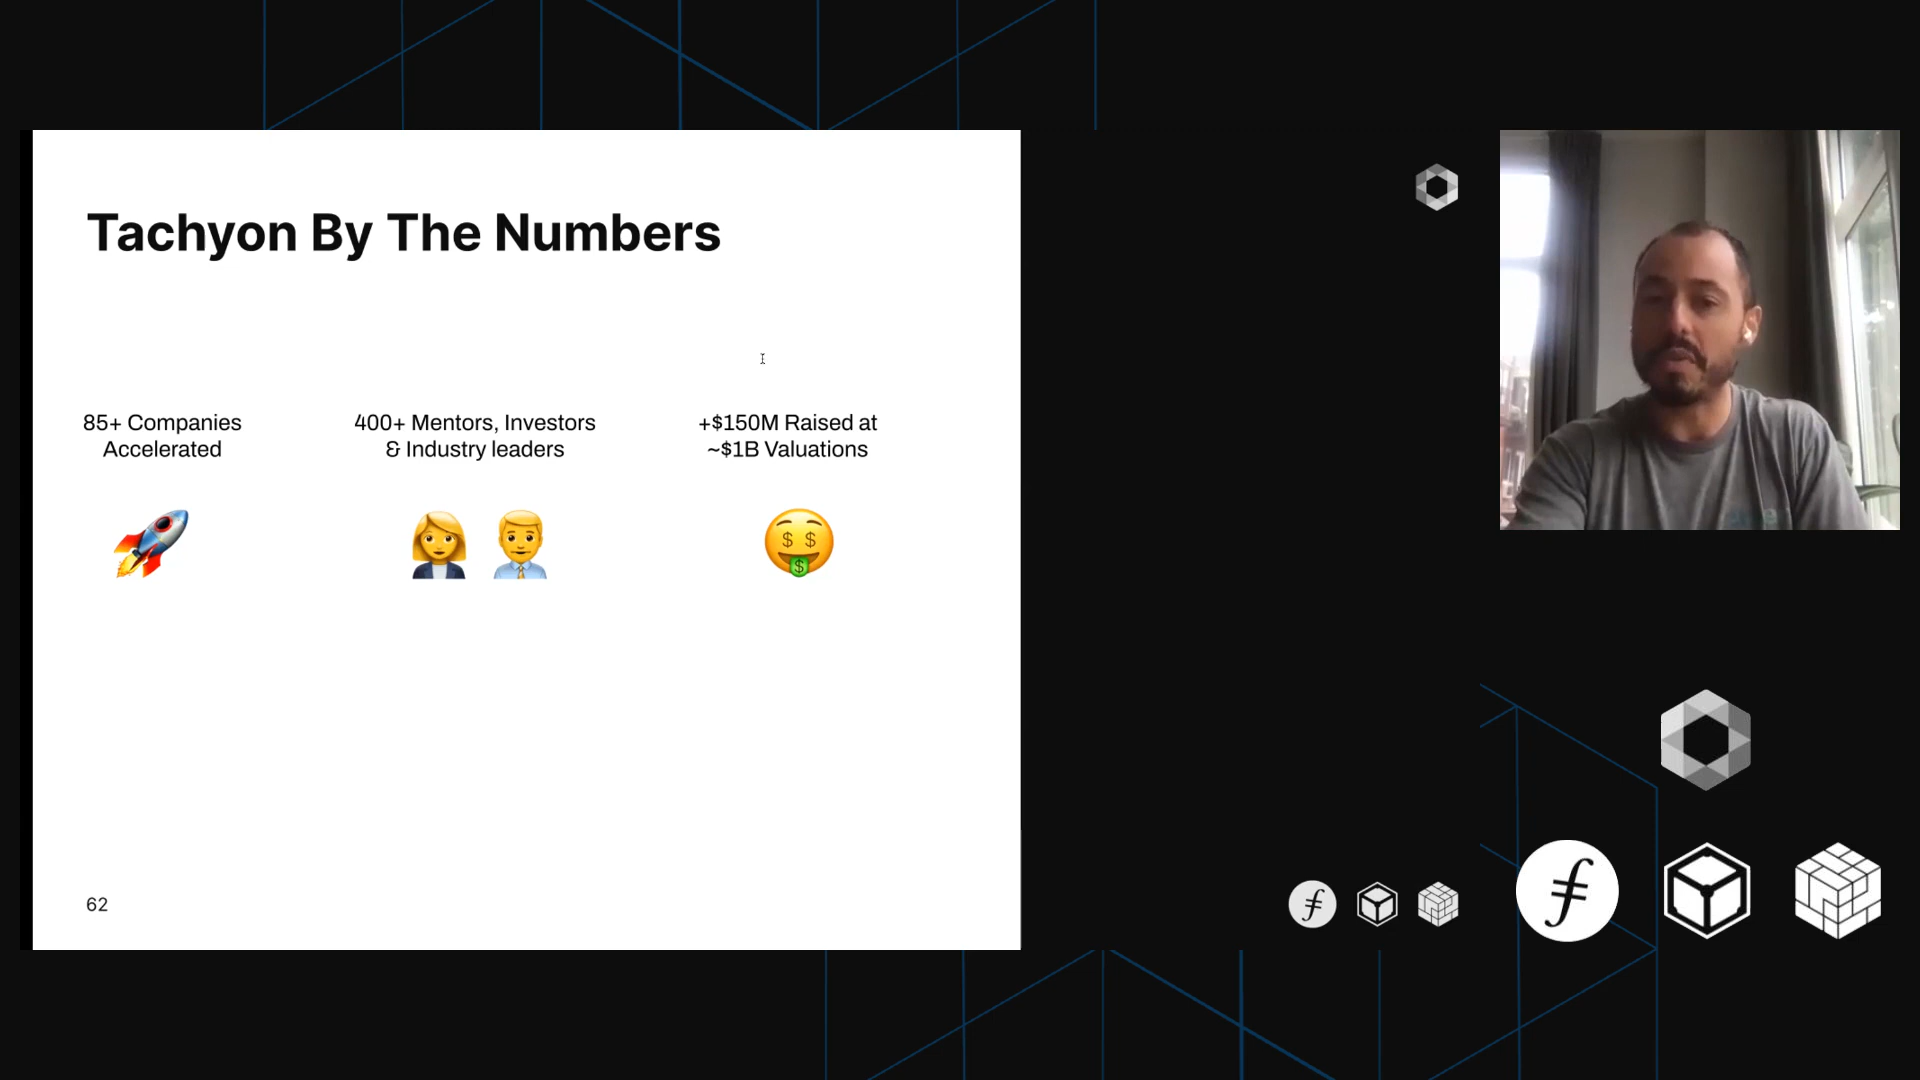 Tachyon By The Numbers
85+ Companies
Accelerated
400+ Mentors, Investors
& Industry leaders
+$150M Raised at
~$1B Valuations
62